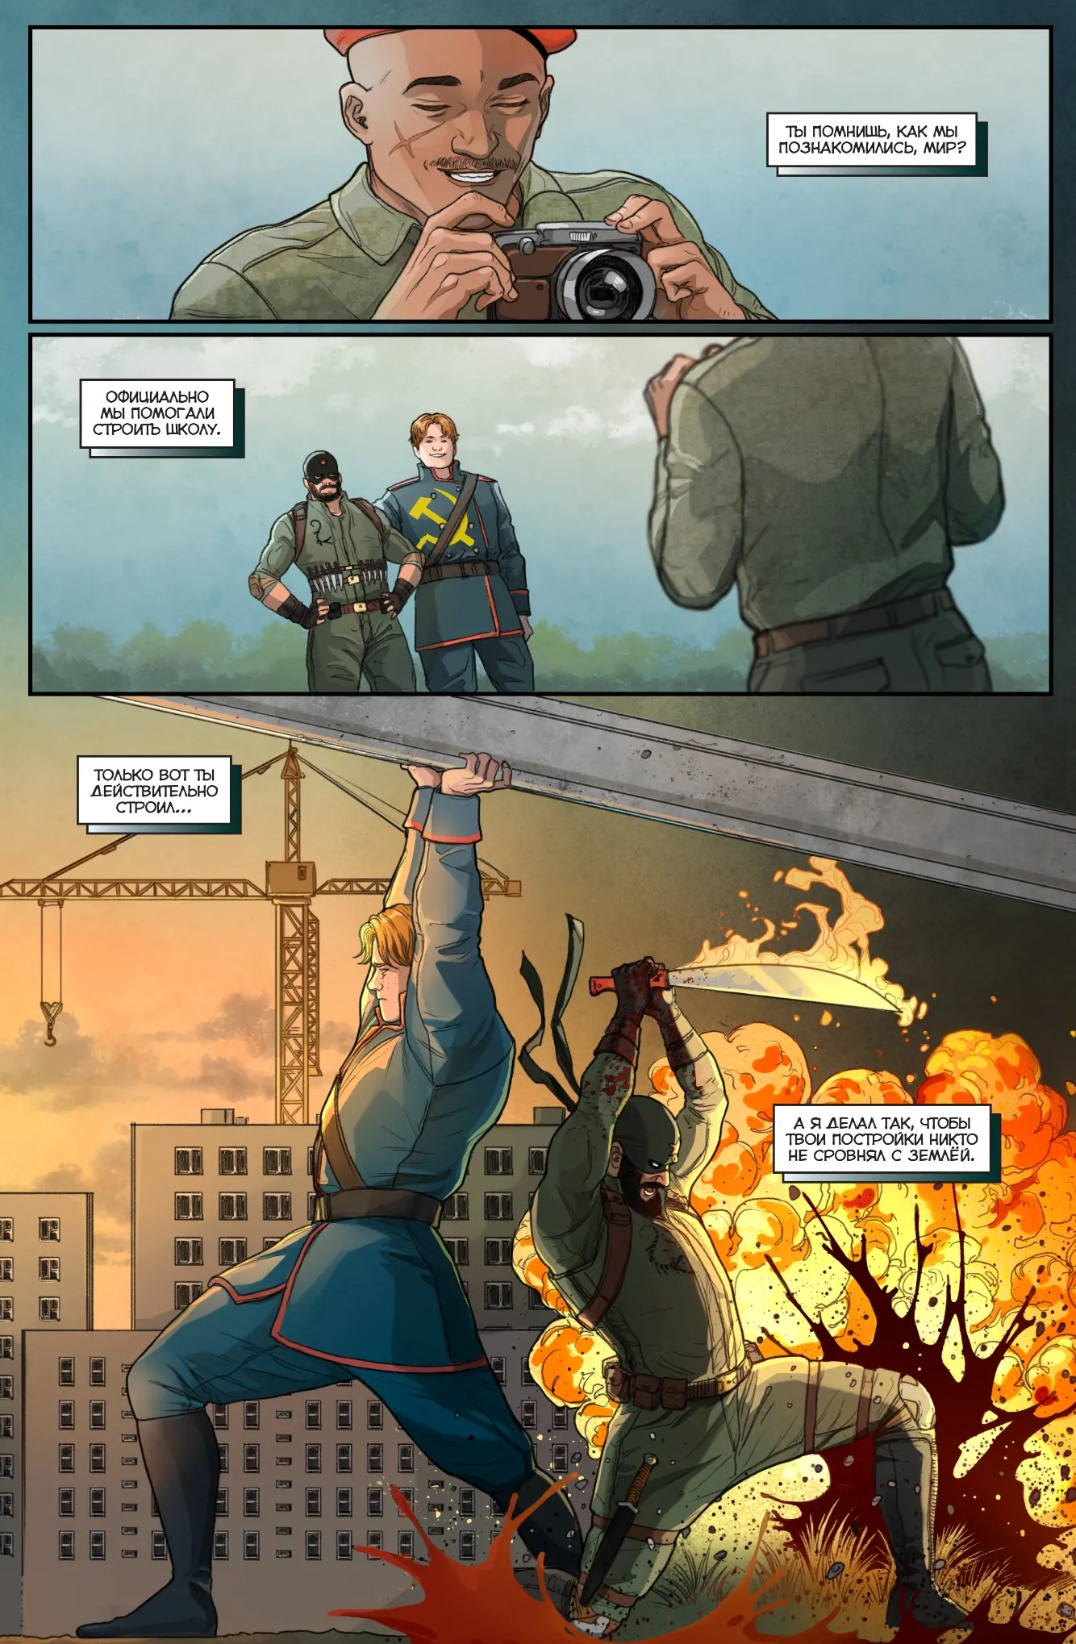 ТЫ ПОМНИШЬ, КАК МЫ
ПОЗНАКОМИЛИСЬ, МИР?
ОФИЦИАЛЬНО
МЫ ПОМОГАЛИ
СТРОИТЬ ШКОЛУ.
ТОЛЬКО ВОТ ТЫ
ДЕЙСТВИТЕЛЬНО
СТРОИЛ...
А Я ДЕЛАЛ ТАК, ЧТОБЫ
ТВОИ ПОСТРОЙКИ НИКТО
НЕ СРОВНЯЛ С ЗЕМЛЁЙ.